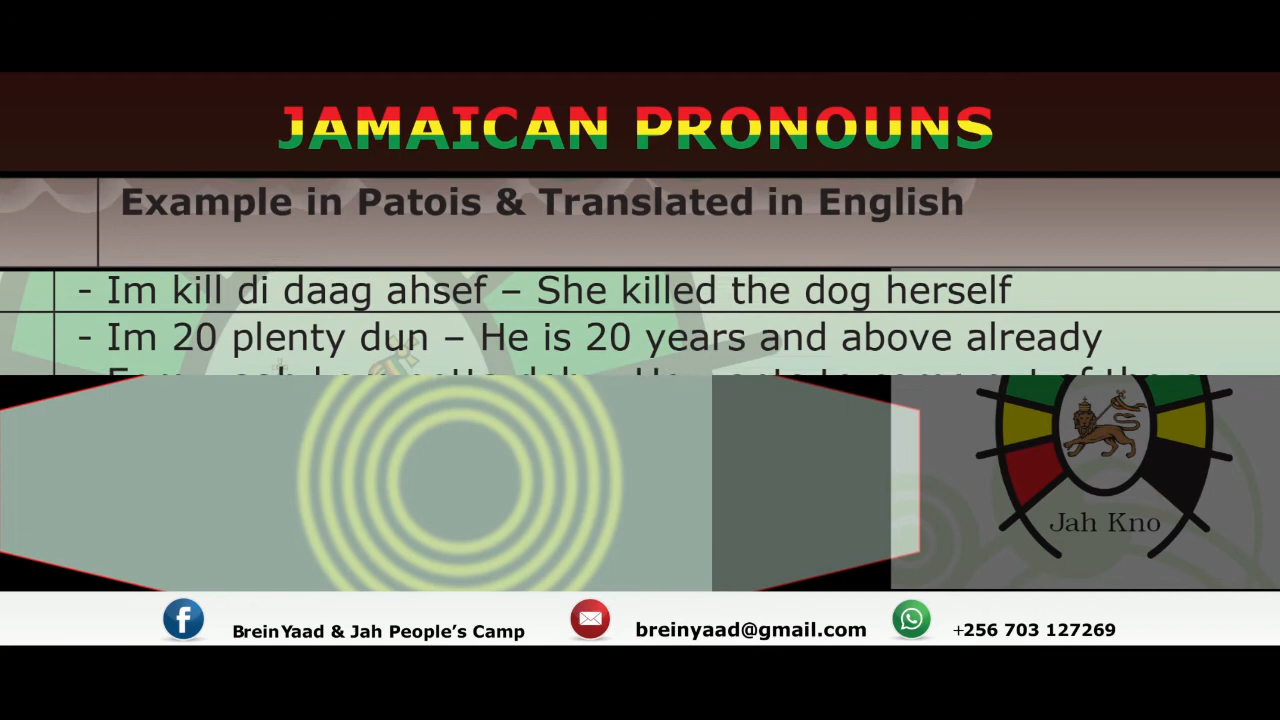 JAMAICAN PRONOUNS
Example in Patois & Translated in English
- Im kill di daag ahsef – She killed the dog herself
- Im 20 plenty dun – He is 20 years and above already
Jah Kno
BreinYaad & Jah People’s Camp
breinyaad@gmail.com
+256 703 127269